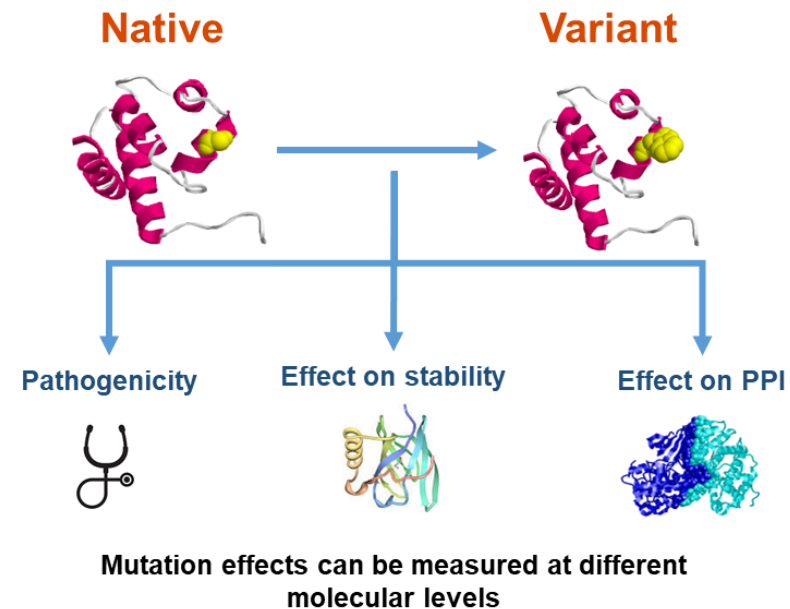 Native
Variant
Pathogenicity
Effect on stability
Effect on PPI
Mutation effects can be measured at different
molecular levels